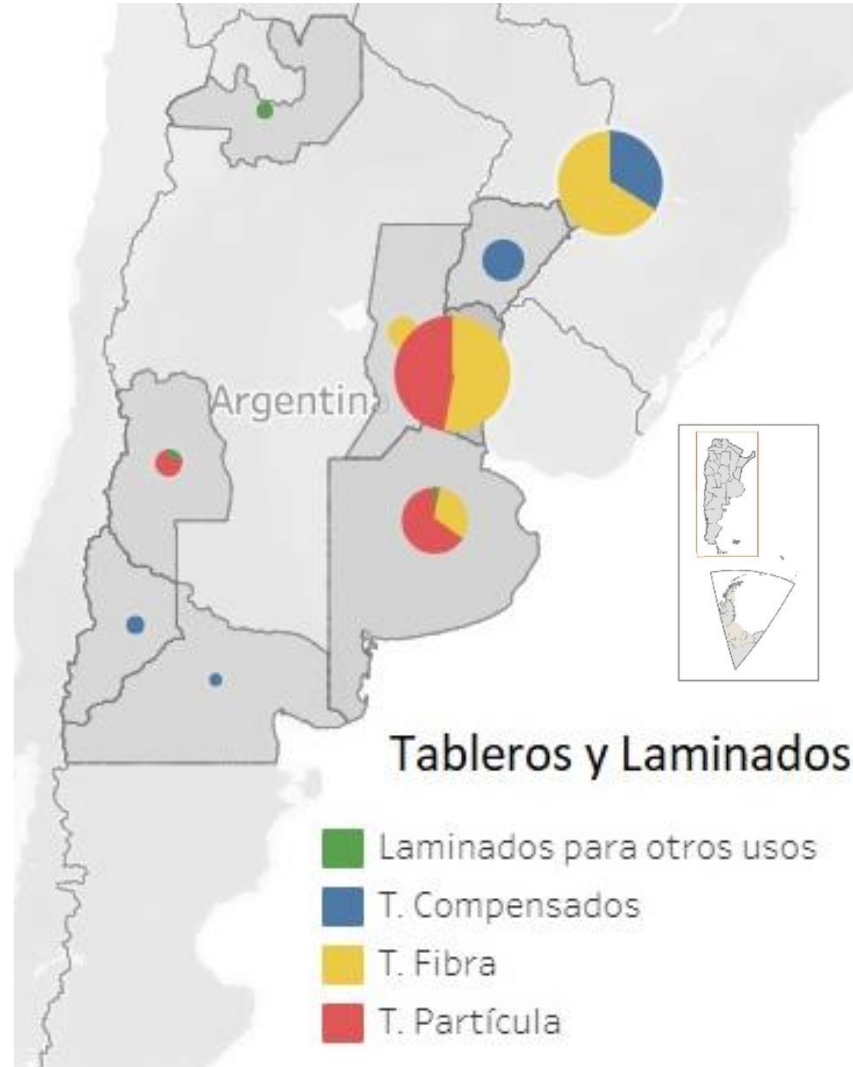 Argentina
Tableros y Laminados
Laminados para otros usos
T. Compensados
T. Fibra
T. Partícula